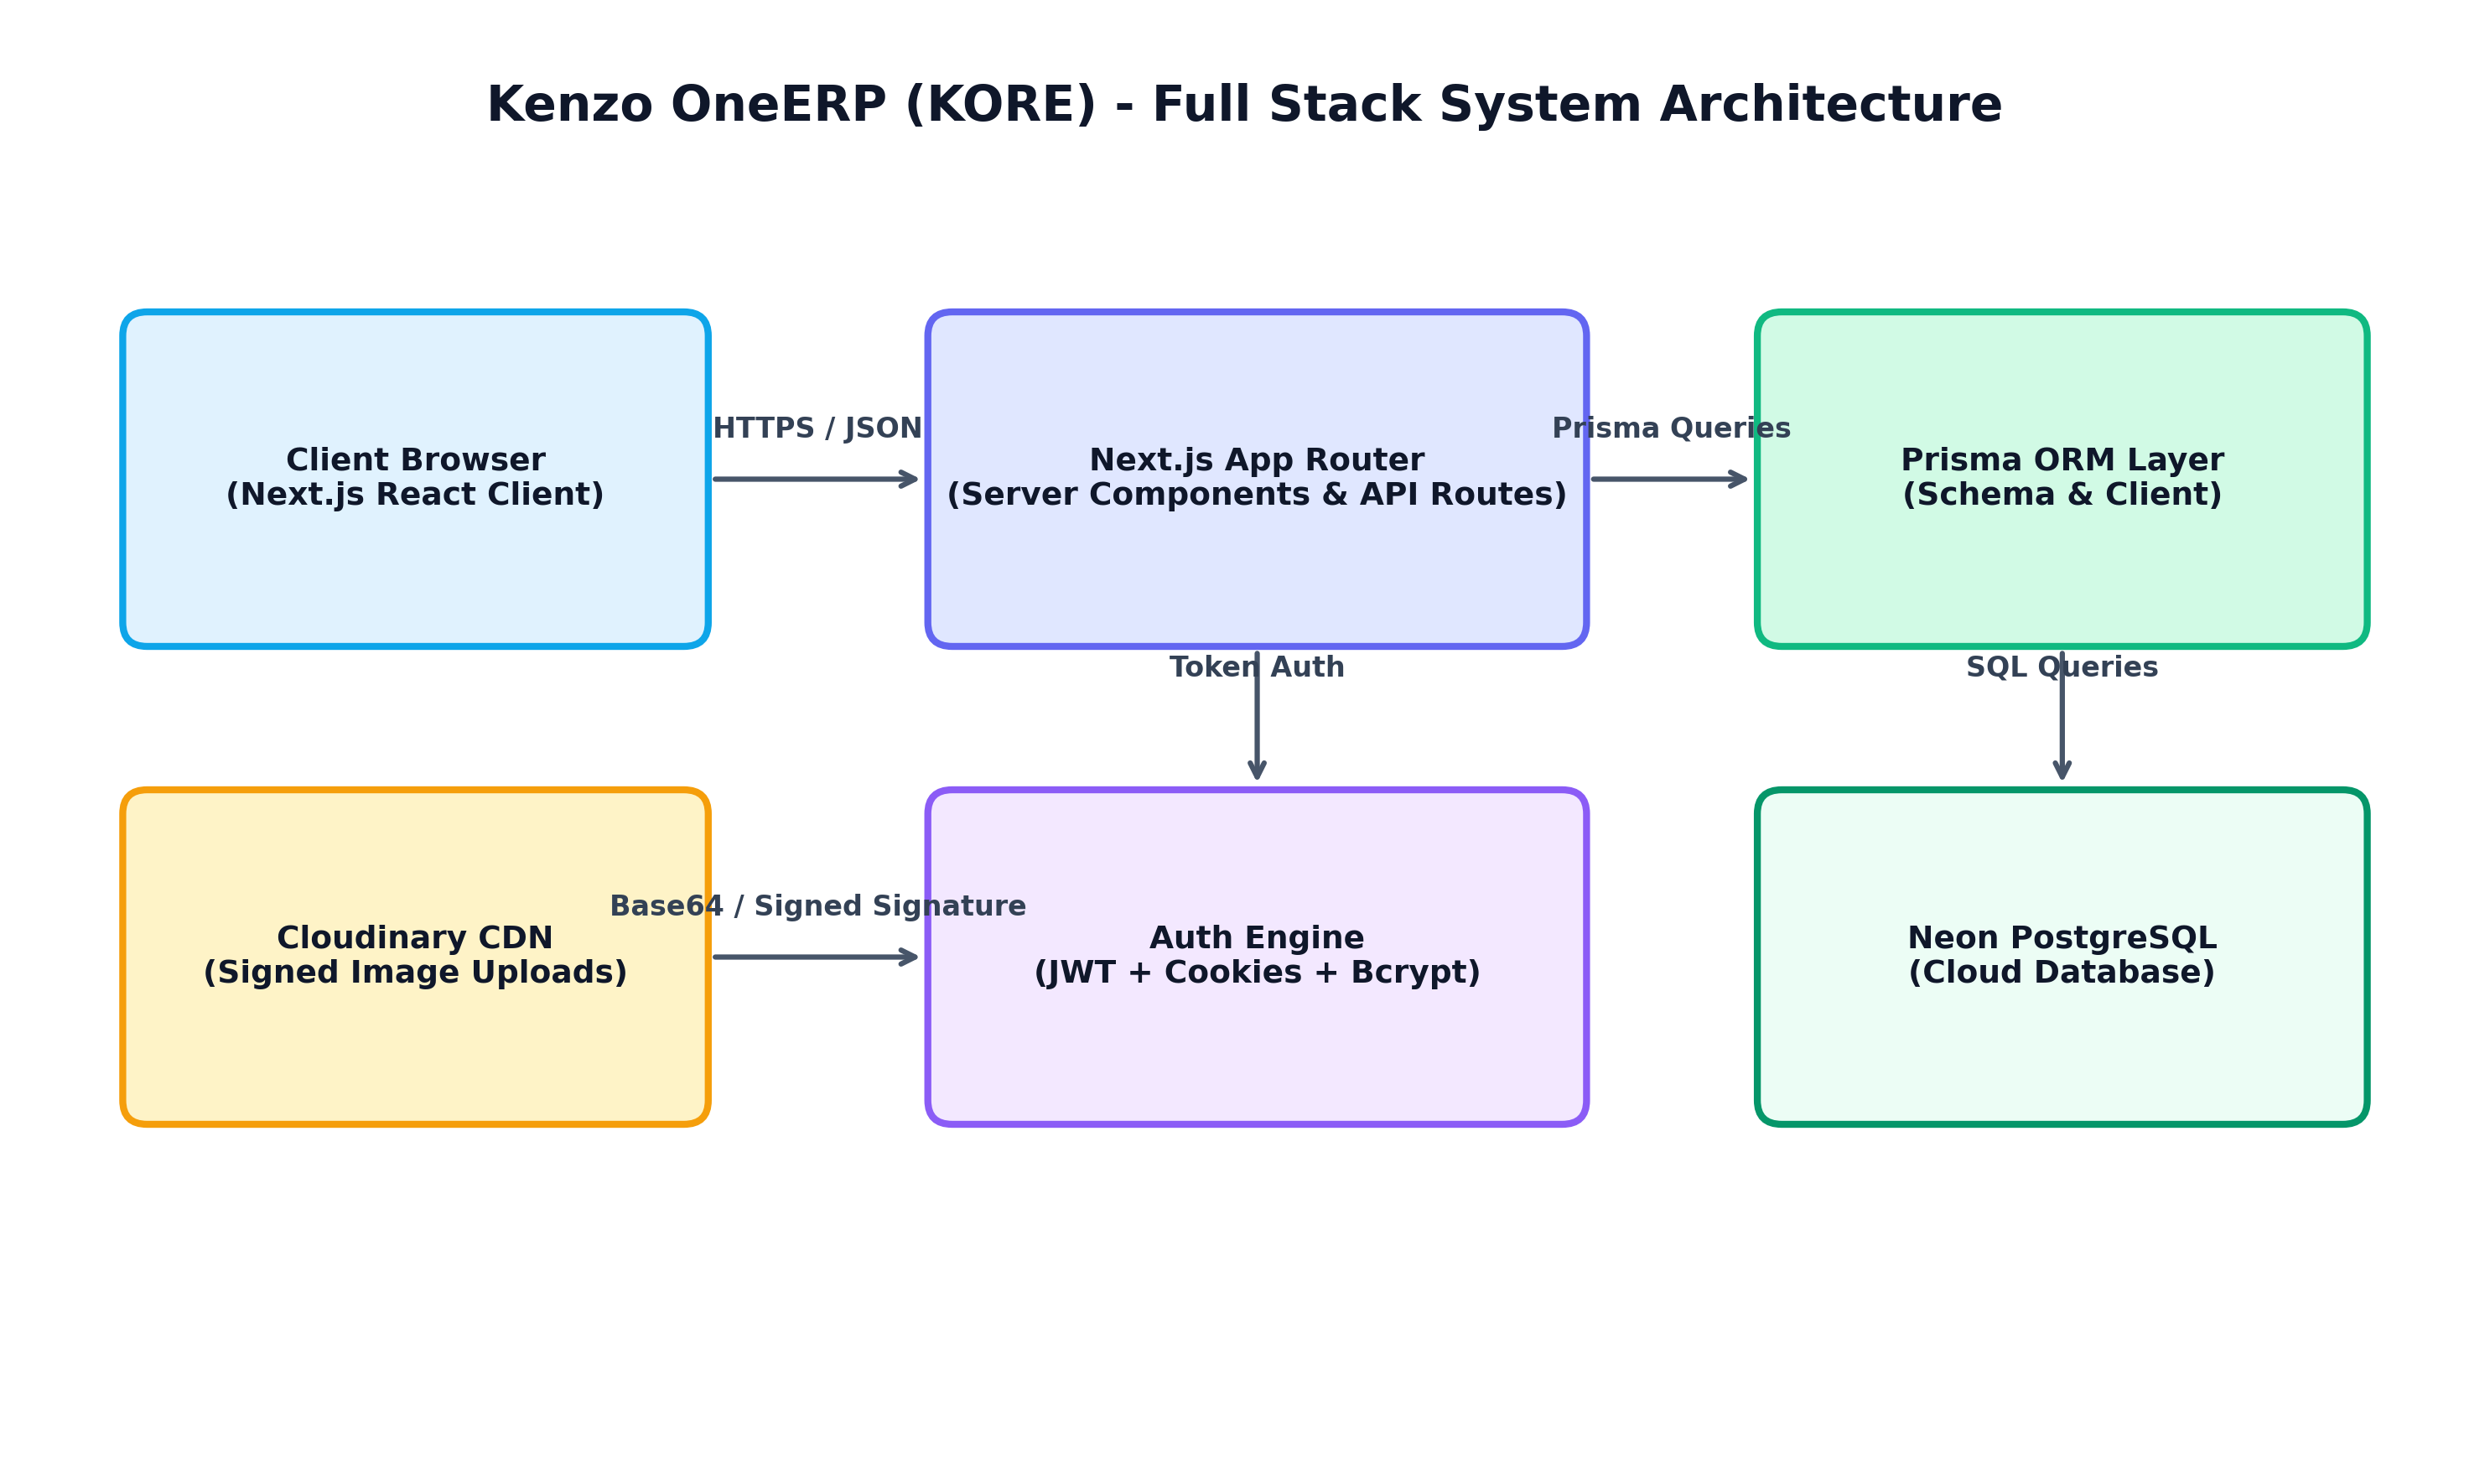 Kenzo OneERP (KORE) - Full Stack System Architecture
Client Browser
(Next.js React Client)
HTTPS / JSON
Next.js App Router
(Server Components & API Routes)
Prisma Queries
Prisma ORM Layer
(Schema & Client)
Token Auth
SQL Queries
Cloudinary CDN
(Signed Image Uploads)
Base64 / Signed Signature
Auth Engine
(JWT + Cookies + Bcrypt)
Neon PostgreSQL
(Cloud Database)